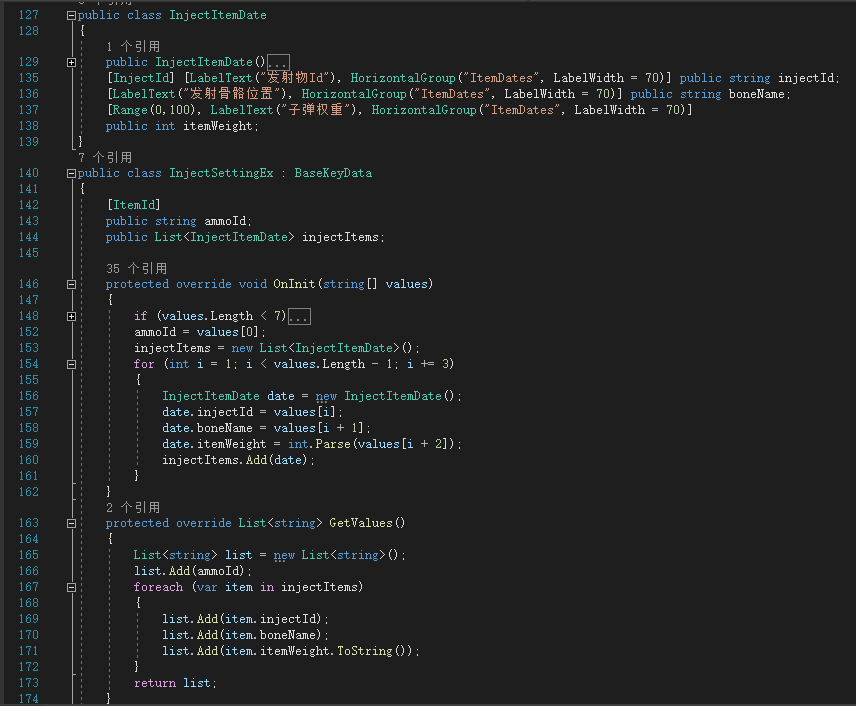 127 public class InjectItemDate
128 {
1 个引用
129 public InjectItemDate()...
135 [InjectId] [LabelText("发射物Id"), HorizontalGroup("ItemDates", LabelWidth = 70)] public string injectId;
136 [LabelText("发射骨骼位置"), HorizontalGroup("ItemDates", LabelWidth = 70)] public string boneName;
137 [Range(0,100), LabelText("子弹权重"), HorizontalGroup("ItemDates", LabelWidth = 70)]
138 public int itemWeight;
139 }
7 个引用
140 public class InjectSettingEx : BaseKeyData
141 {
142 [ItemId]
143 public string ammoId;
144 public List<InjectItemDate> injectItems;
145
35 个引用
146 protected override void OnInit(string[] values)
147 {
148 if (values.Length < 7)...
152 ammoId = values[0];
153 injectItems = new List<InjectItemDate>();
154 for (int i = 1; i < values.Length - 1; i += 3)
155 {
156 InjectItemDate date = new InjectItemDate();
157 date.injectId = values[i];
158 date.boneName = values[i + 1];
159 date.itemWeight = int.Parse(values[i + 2]);
160 injectItems.Add(date);
161 }
162 }
2 个引用
163 protected override List<string> GetValues()
164 {
165 List<string> list = new List<string>();
166 list.Add(ammoId);
167 foreach (var item in injectItems)
168 {
169 list.Add(item.injectId);
170 list.Add(item.boneName);
171 list.Add(item.itemWeight.ToString());
172 }
173 return list;
174 }